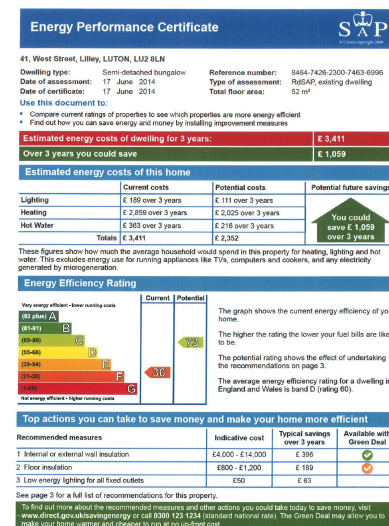 Energy Performance Certificate
SAP
41, West Street, Lilley, LUTON, LU2 8LN
Dwelling type: Semi-detached bungalow Reference number: 8464-7426-2300-7463-6996
Date of assessment: 17 June 2014 Type of assessment: RdSAP, existing dwelling
Date of certificate: 17 June 2014 Total floor area: 52 m²
Use this document to:
• Compare current ratings of properties to see which properties are more energy efficient
• Find out how you can save energy and money by installing improvement measures
Estimated energy costs of dwelling for 3 years: £ 3,411
Over 3 years you could save £ 1,059
Estimated energy costs of this home
Current costs Potential costs Potential future savings
Lighting £ 189 over 3 years £ 111 over 3 years
Heating £ 2,859 over 3 years £ 2,025 over 3 years
Hot Water £ 363 over 3 years £ 216 over 3 years
Totals £ 3,411 £ 2,352
You could
save £ 1,059
over 3 years
These figures show how much the average household would spend in this property for heating, lighting and hot
water. This excludes energy use for running appliances like TVs, computers and cookers, and any electricity
generated by microgeneration.
Energy Efficiency Rating
Current Potential
Very energy efficient - lower running costs
(92 plus) A
(81-91) B
(69-80) C
(55-68) D
(39-54) E
(21-38) F
(1-20) G
Not energy efficient - higher running costs
73
36
The graph shows the current energy efficiency of yo
home.
The higher the rating the lower your fuel bills are like
to be.
The potential rating shows the effect of undertaking
the recommendations on page 3.
The average energy efficiency rating for a dwelling in
England and Wales is band D (rating 60).
Top actions you can take to save money and make your home more efficient
Recommended measures Indicative cost Typical savings over 3 years Available with Green Deal
1 Internal or external wall insulation £4,000 - £14,000 £ 396
2 Floor insulation £800 - £1,200 £ 189
3 Low energy lighting for all fixed outlets £50 £ 63
See page 3 for a full list of recommendations for this property.
To find out more about the recommended measures and other actions you could take today to save money, visit
www.direct.gov.uk/savingenergy or call 0300 123 1234 (standard national rate). The Green Deal may allow you to
make your home warmer and cheaper to run at no up-front cost.